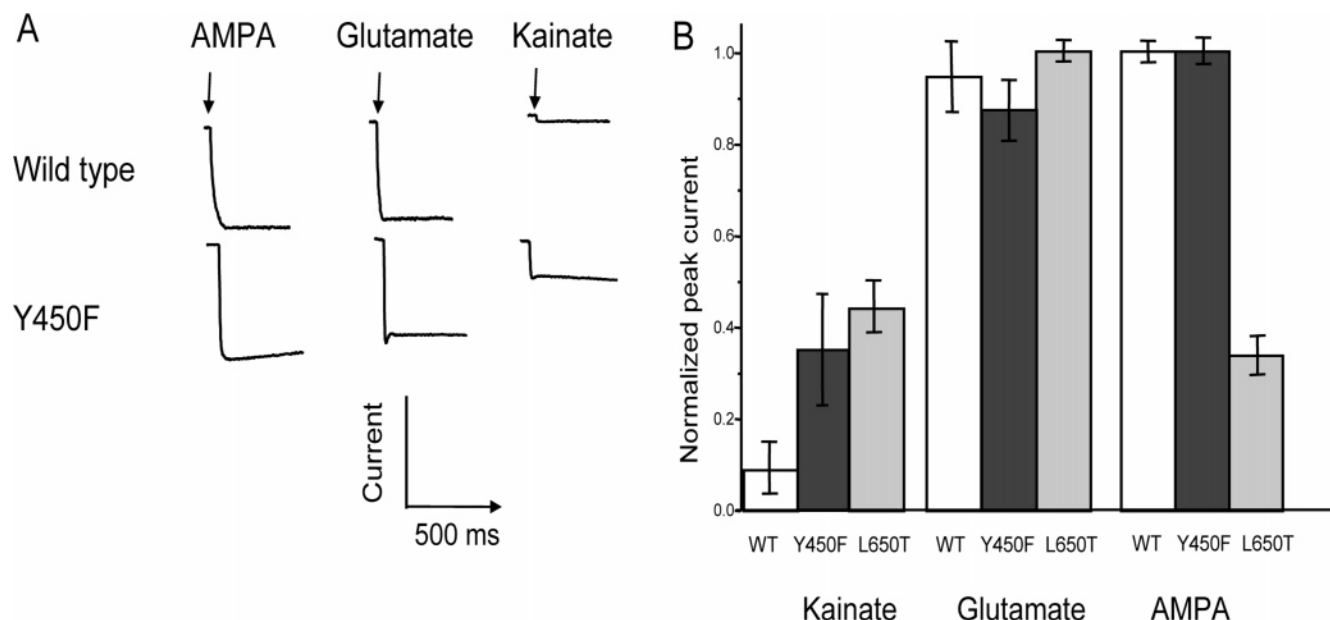 A
AMPA Glutamate Kainate
Wild type
Y450F
Current
500 ms
B
Normalized peak current
1.0
0.8
0.6
0.4
0.2
0.0
WT Y450F L650T WT Y450F L650T WT Y450F L650T
Kainate Glutamate AMPA